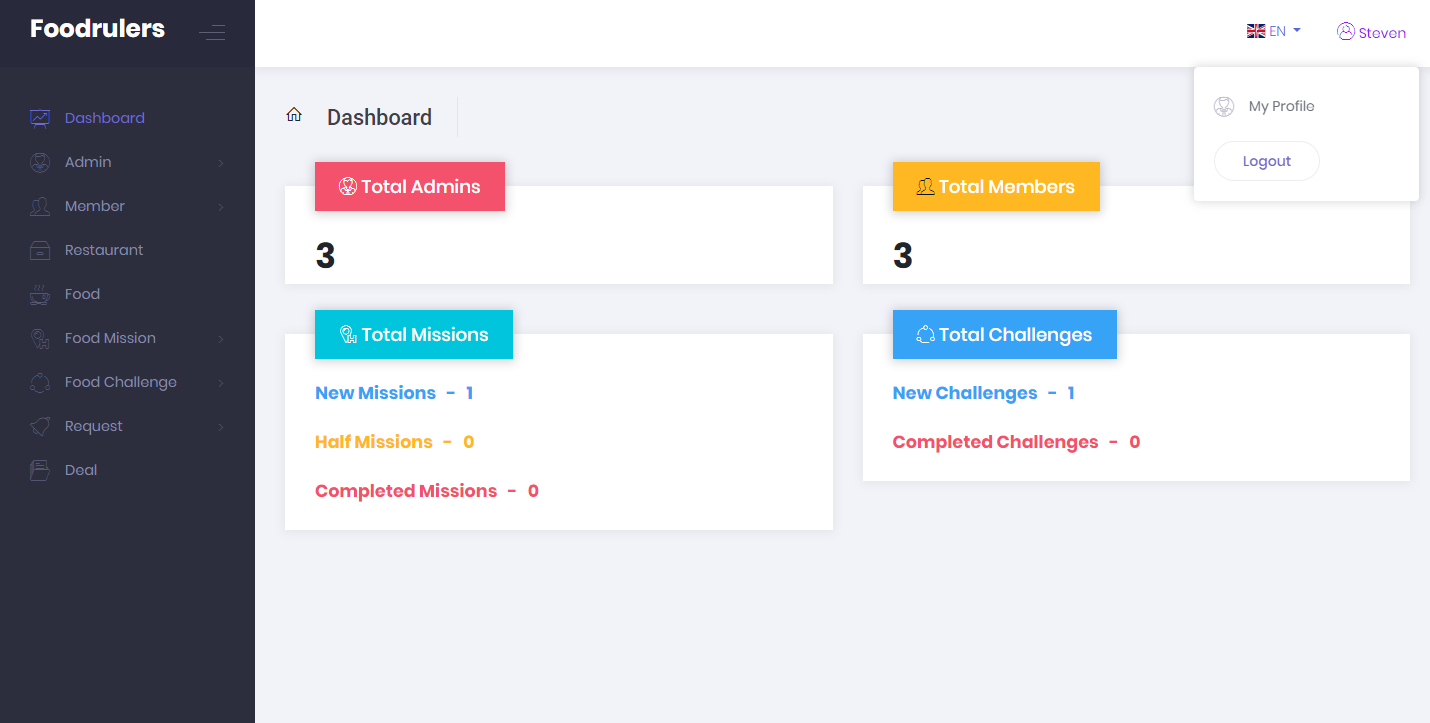 Foodrulers
EN
Steven
Dashboard
Admin
Member
Restaurant
Food
Food Mission
Food Challenge
Request
Deal
My Profile
Logout
Dashboard
Total Admins
3
Total Members
3
Total Missions
New Missions - 1
Half Missions - 0
Completed Missions - 0
Total Challenges
New Challenges - 1
Completed Challenges - 0